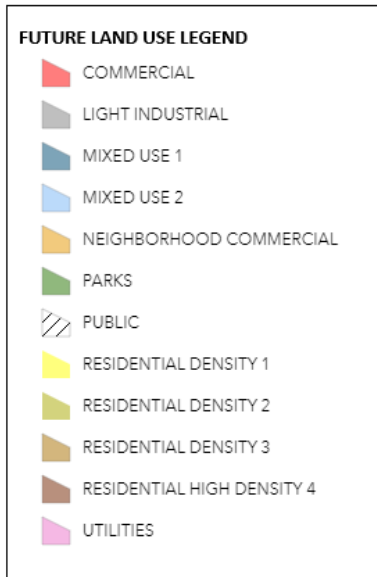 FUTURE LAND USE LEGEND
COMMERCIAL
LIGHT INDUSTRIAL
MIXED USE 1
MIXED USE 2
NEIGHBORHOOD COMMERCIAL
PARKS
PUBLIC
RESIDENTIAL DENSITY 1
RESIDENTIAL DENSITY 2
RESIDENTIAL DENSITY 3
RESIDENTIAL HIGH DENSITY 4
UTILITIES